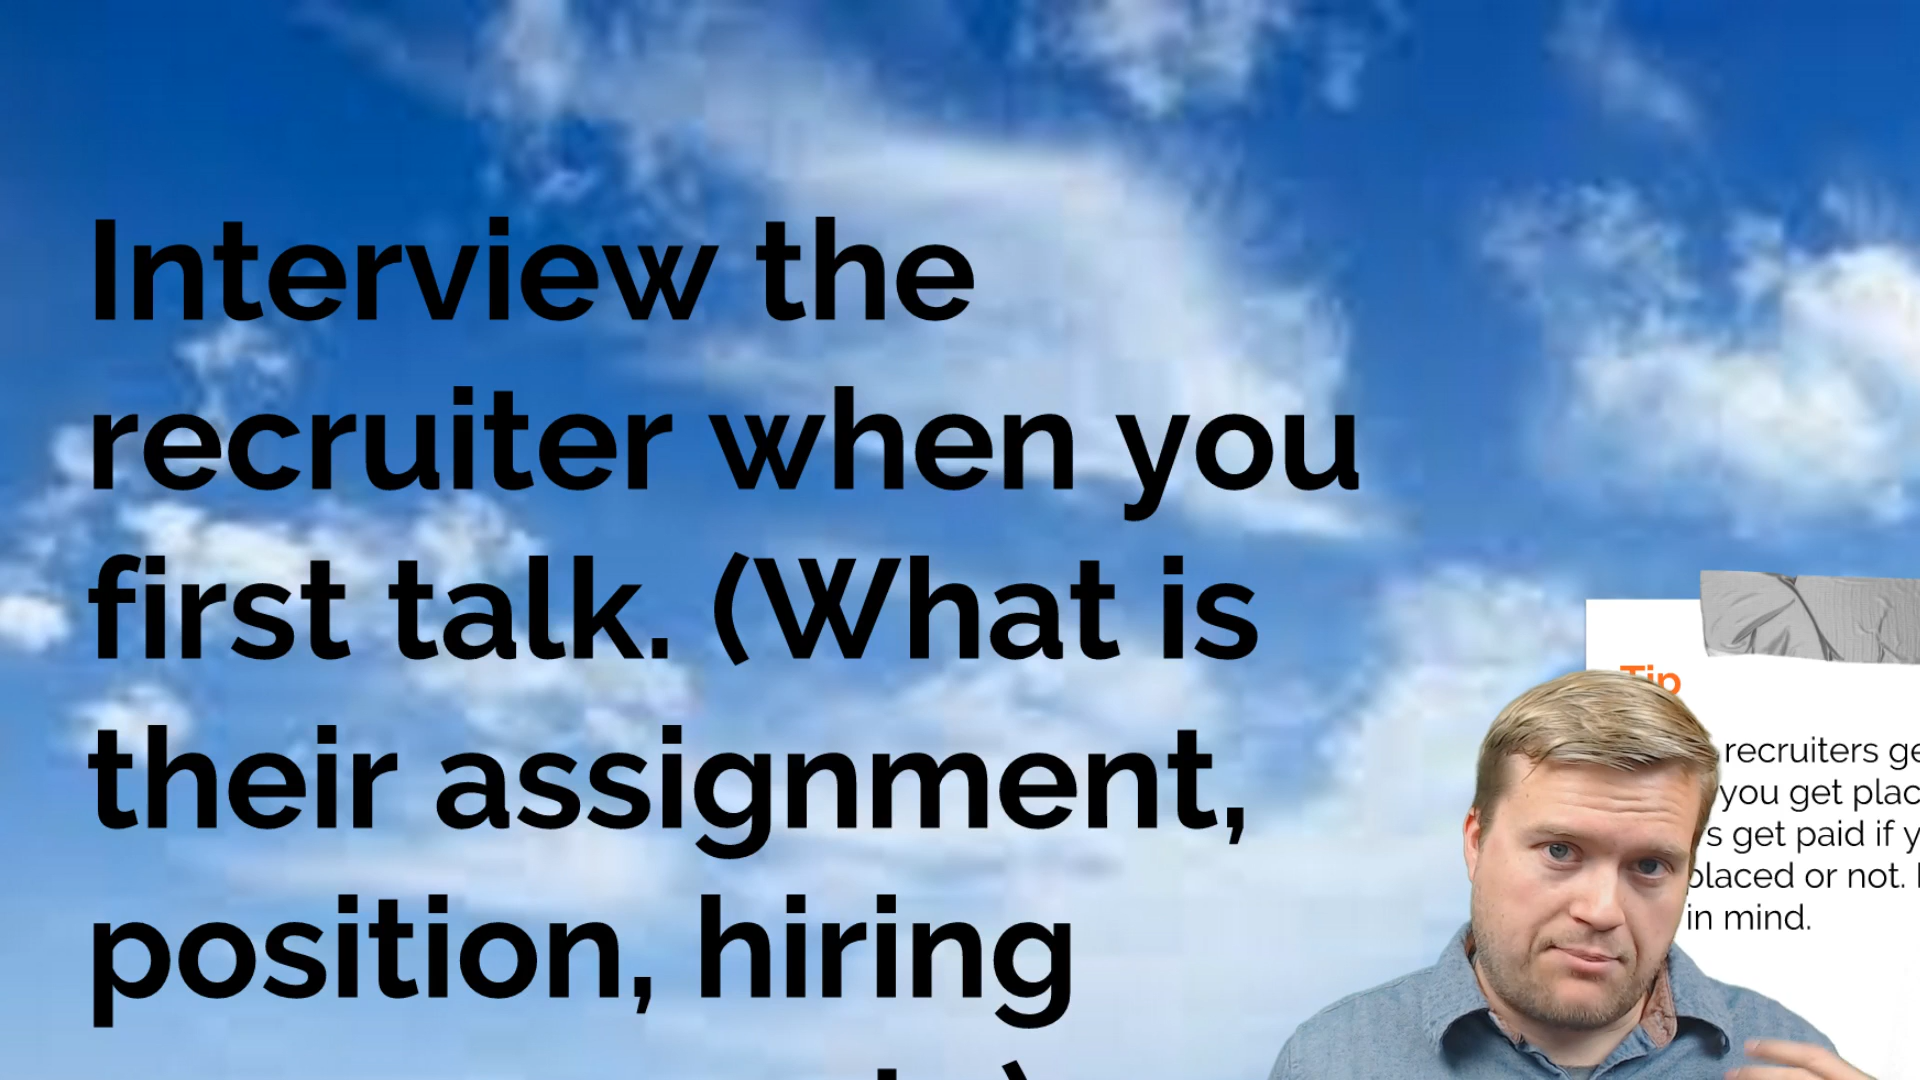 Interview the
recruiter when you
first talk. (What is
their assignment,
position, hiring
Tip
recruiters
you get
get paid if
placed or not.
in mind.